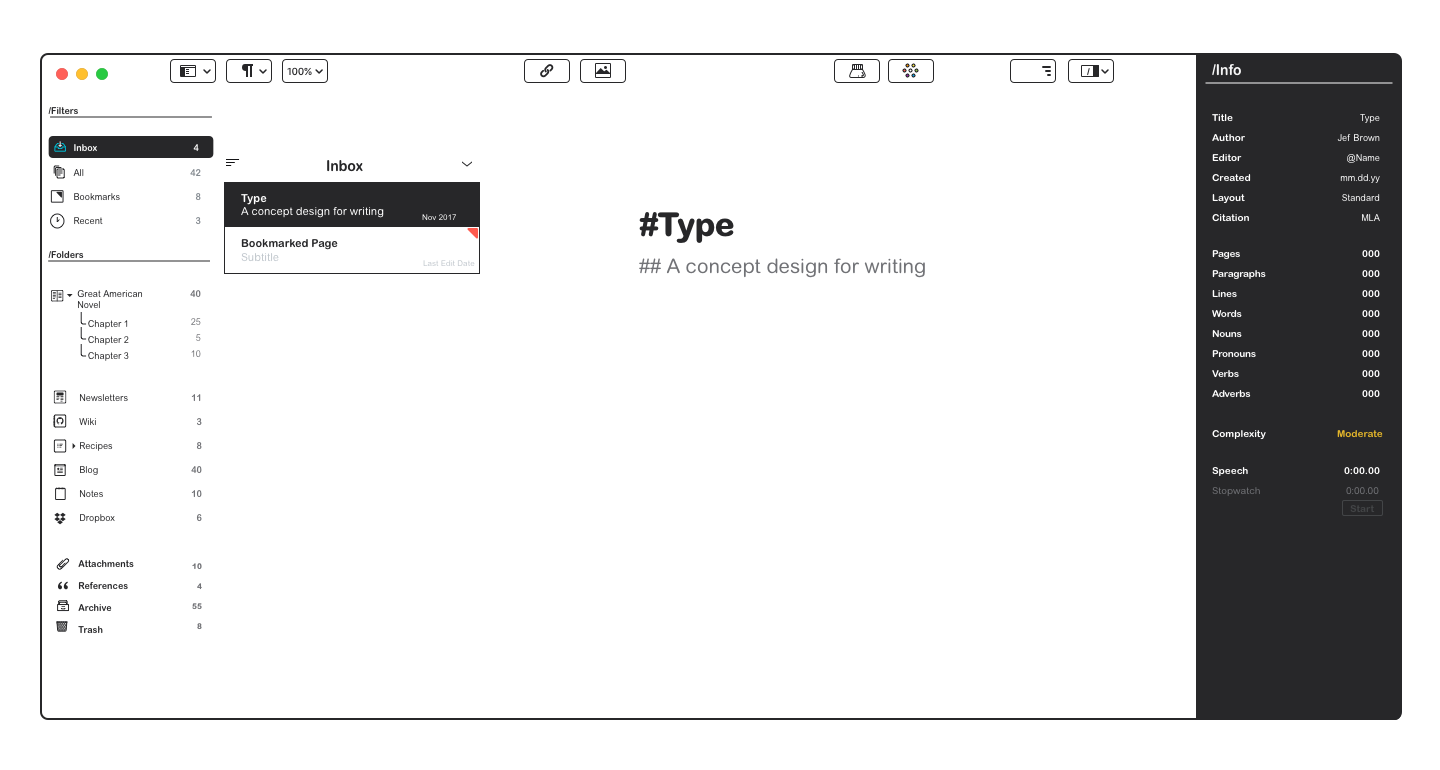 100%
/Filters
Inbox 4
All 42
Bookmarks 8
Recent 3
/Folders
Great American 40
Novel
Chapter 1 25
Chapter 2 5
Chapter 3 10
Newsletters 11
Wiki 3
Recipes 8
Blog 40
Notes 10
Dropbox 6
Attachments 10
References 4
Archive 55
Trash 8
Inbox
Type
A concept design for writing
Nov 2017
Bookmarked Page
Subtitle
Last Edit Date
#Type
## A concept design for writing
/Info
Title Type
Author Jef Brown
Editor @Name
Created mm.dd.yy
Layout Standard
Citation MLA
Pages 000
Paragraphs 000
Lines 000
Words 000
Nouns 000
Pronouns 000
Verbs 000
Adverbs 000
Complexity Moderate
Speech 0:00.00
Stopwatch 0:00.00
Start